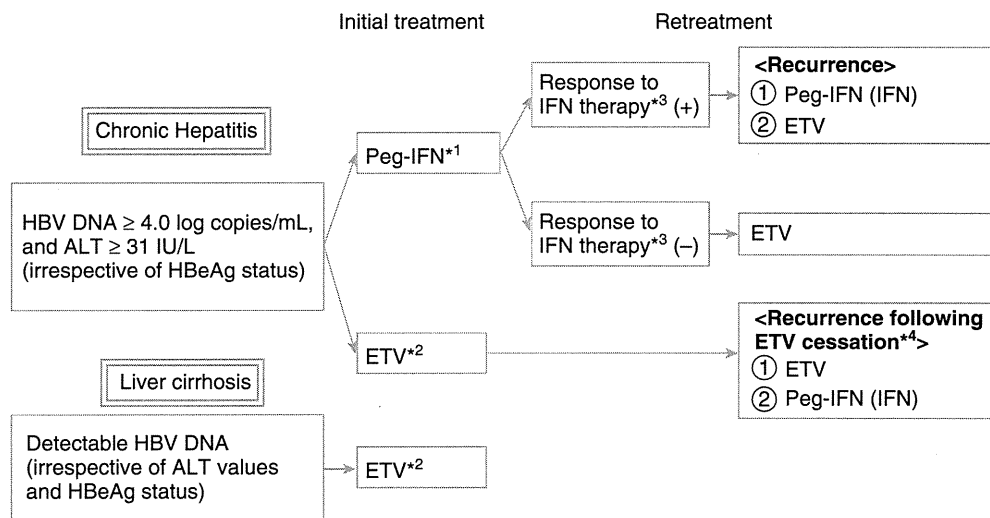 Initial treatment
Retreatment
Chronic Hepatitis
HBV DNA ≥ 4.0 log copies/mL,
and ALT ≥ 31 IU/L
(irrespective of HBeAg status)
Peg-IFN*1
Response to
IFN therapy*3 (+)
<Recurrence>
① Peg-IFN (IFN)
② ETV
Response to
IFN therapy*3 (–)
ETV
ETV*2
<Recurrence following
ETV cessation*4>
① ETV
② Peg-IFN (IFN)
Liver cirrhosis
Detectable HBV DNA
(irrespective of ALT values
and HBeAg status)
ETV*2